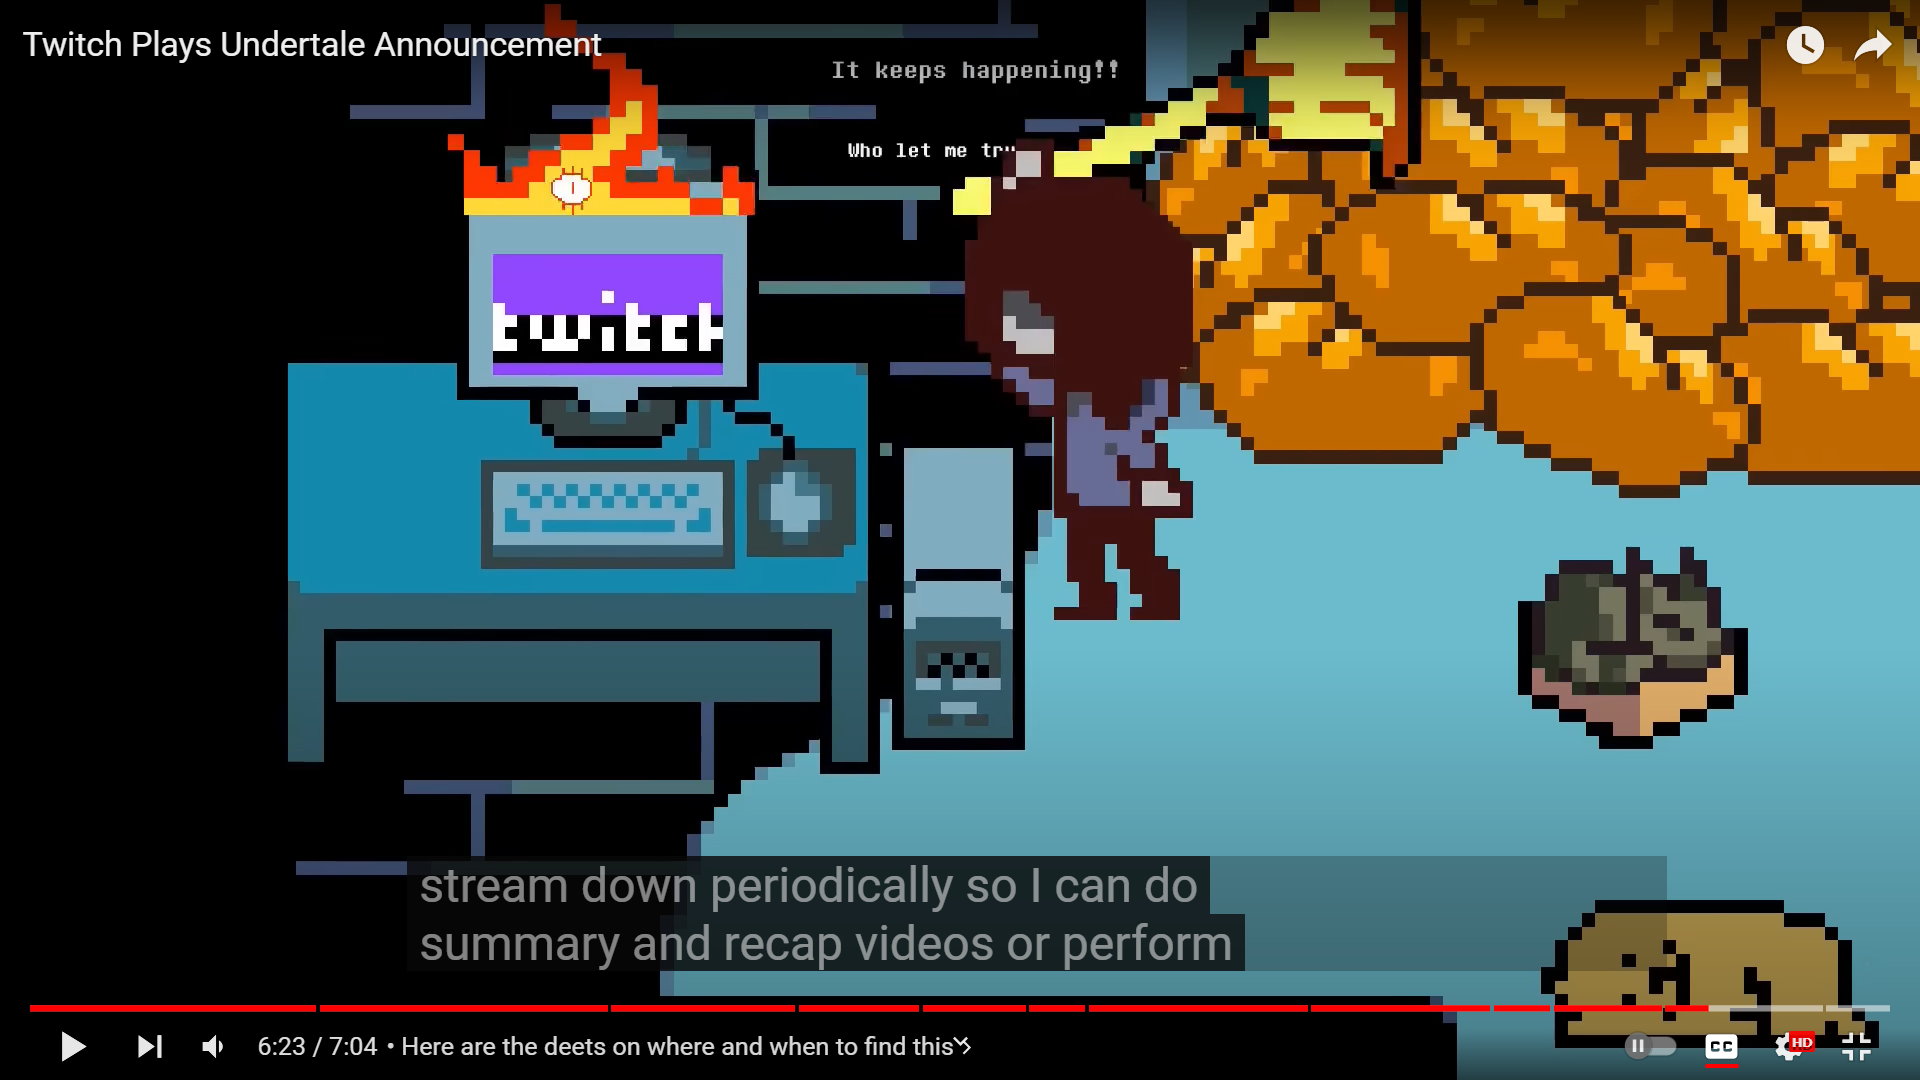 Twitch Plays Undertale Announcement
It keeps happening!!
Who let me try
twitch
stream down periodically so I can do
summary and recap videos or perform
6:23 / 7:04 • Here are the deets on where and when to find this
CC
HD